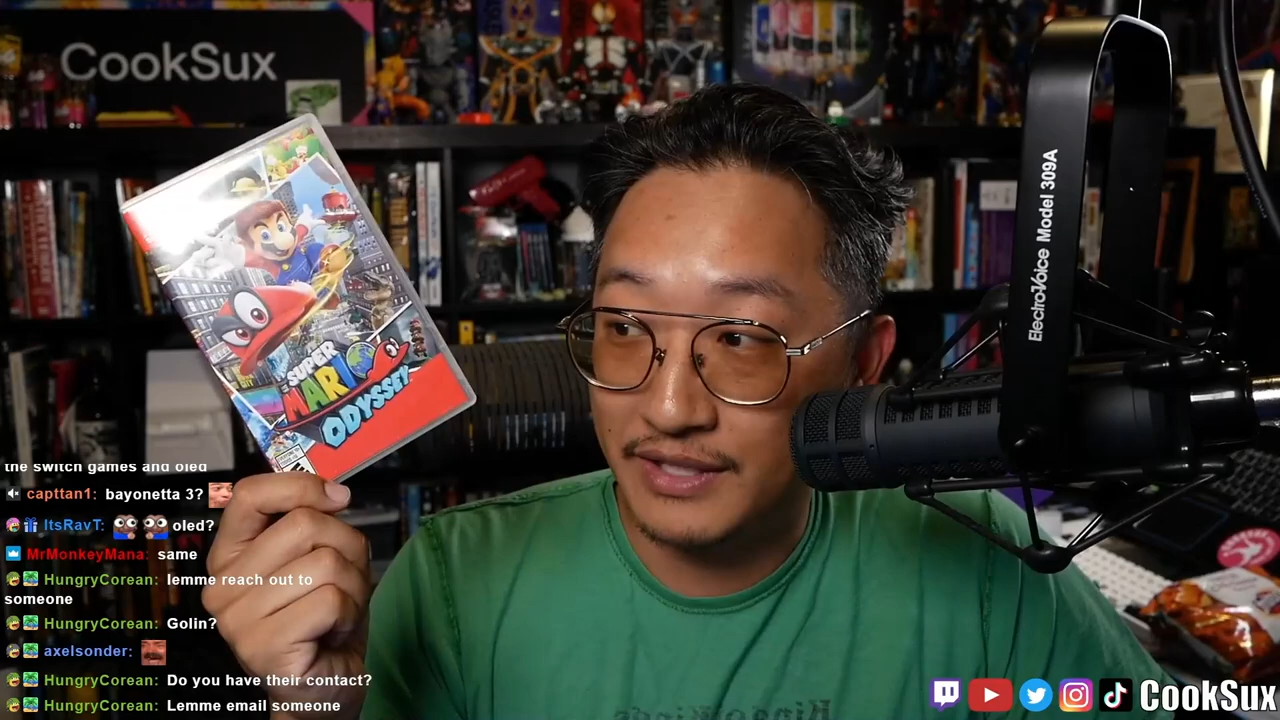 CookSux
ElectroVoice Model 309A
SUPER
MARIO
ODYSSEY
the switch games and oled
capttan1: bayonetta 3?
ItsRavT: oled?
MrMonkeyMana: same
HungryCorean: lemme reach out to
someone
HungryCorean: Golin?
axelsonder:
HungryCorean: Do you have their contact?
HungryCorean: Lemme email someone
CookSux